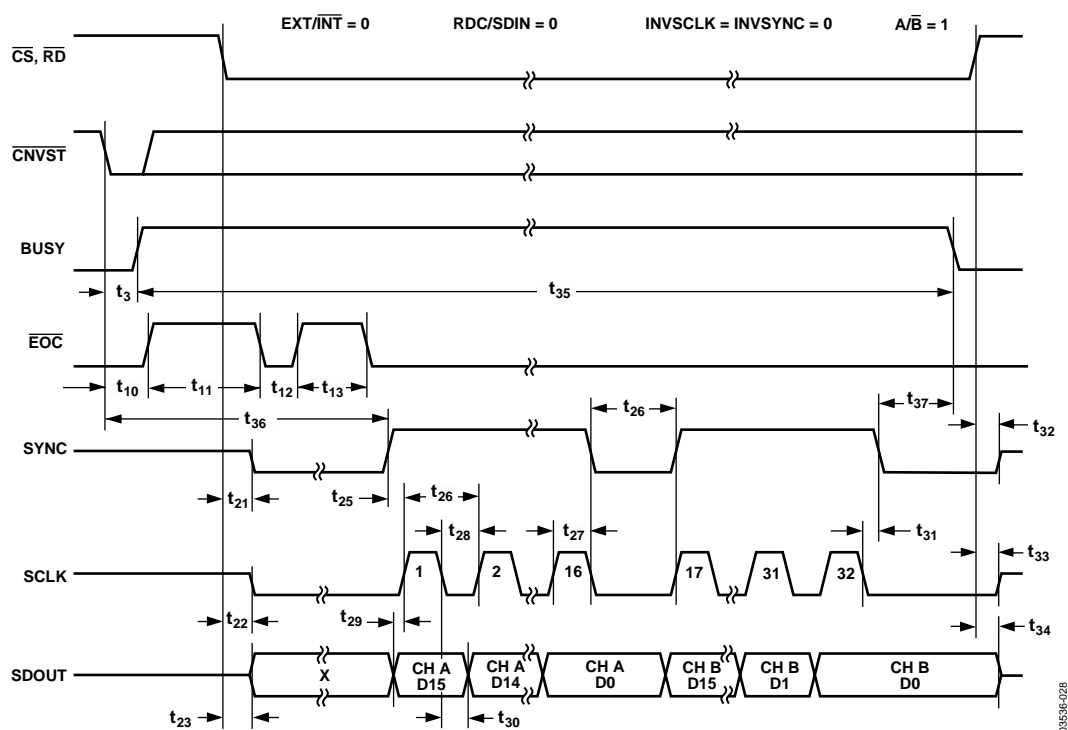 EXT/INT = 0 RDC/SDIN = 0 INVSCLK = INVSYNC = 0 A/B = 1
CS, RD
CNVST
BUSY
t3 t35
EOC
t10 t11 t12 t13
t36 t26 t37
t32
SYNC
t21 t25 t26
t28 t27 t31
t33
SCLK 1 2 16 17 31 32
t22 t29 t34
SDOUT X CH A D15 CH A D14 CH A D0 CH B D15 CH B D1 CH B D0
t23 t30
03536-028